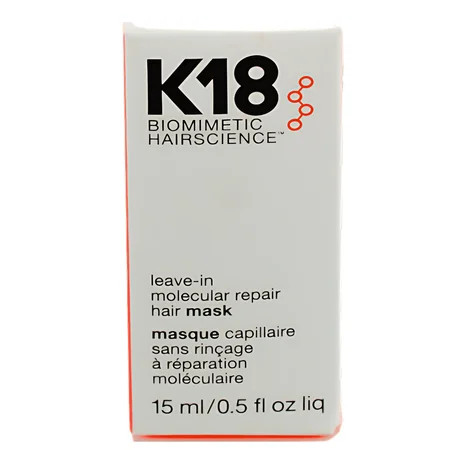 K18
BIOMIMETIC
HAIRSCIENCE™
leave-in
molecular repair
hair mask
masque capillaire
sans rinçage
à réparation
moléculaire
15 ml/0.5 fl oz liq